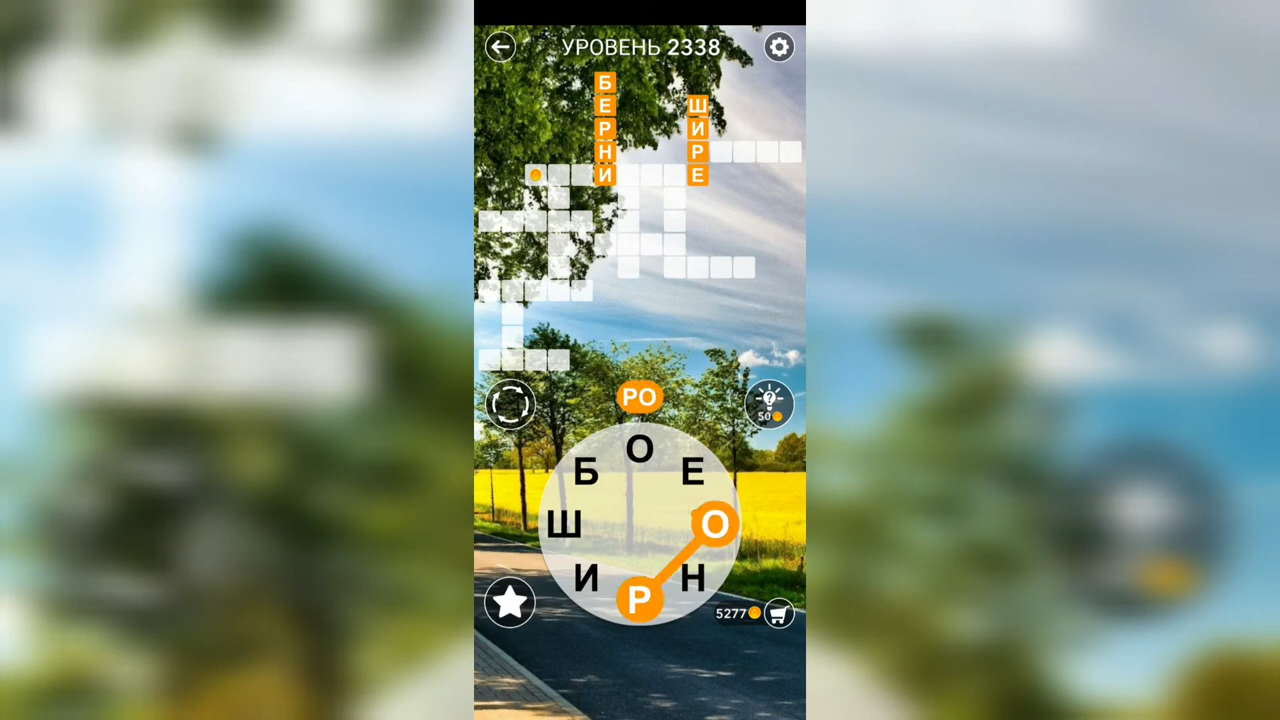 УРОВЕНЬ 2338
Б
Е
Р
Н
И
Ш
И
Р
Е
РО
50
О
Б
Е
Ш
О
И
Н
Р
5277